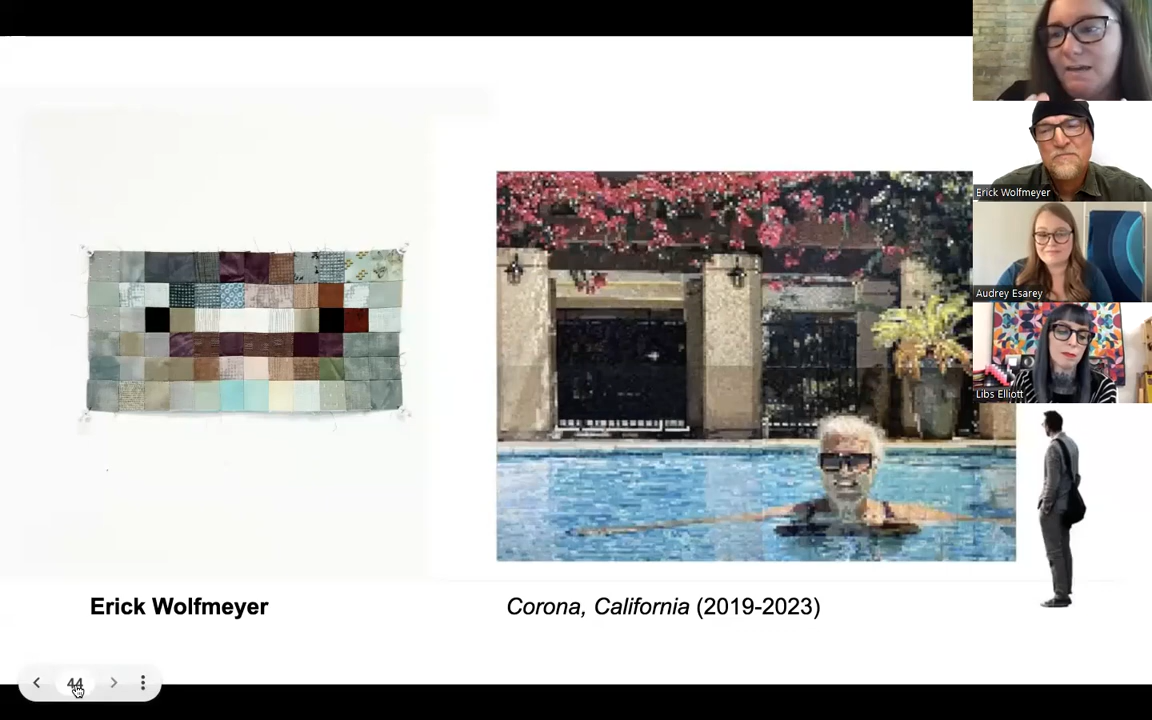 Erick Wolfmeyer
Audrey Esarey
Libs Elliott
Erick Wolfmeyer
Corona, California (2019-2023)
44